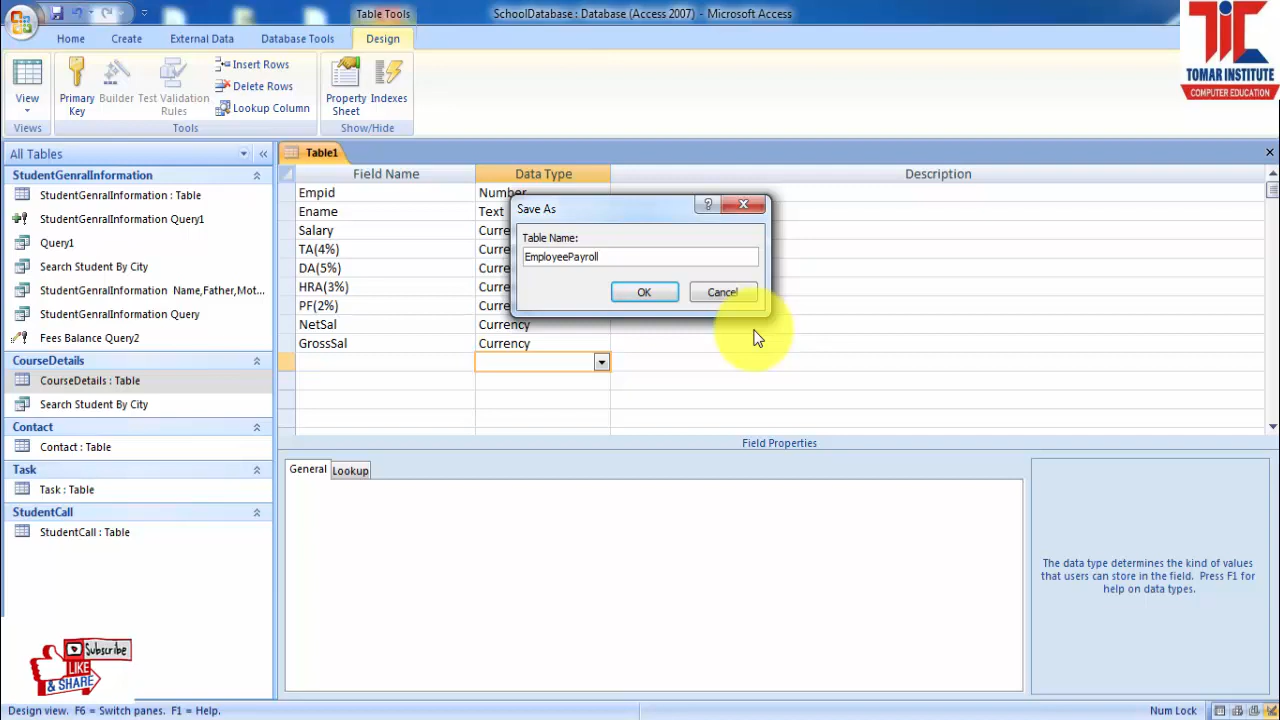 Table Tools
SchoolDatabase : Database (Access 2007) - Microsoft Access
Home
Create
External Data
Database Tools
Design
View
Primary
Key
Builder
Test Validation
Rules
Insert Rows
Delete Rows
Lookup Column
Property
Sheet
Indexes
Views
Tools
Show/Hide
TIC
TOMAR INSTITUTE
COMPUTER EDUCATION
All Tables
StudentGenralInformation
StudentGenralInformation : Table
StudentGenralInformation Query1
Query1
Search Student By City
StudentGenralInformation Name,Father,Mot...
StudentGenralInformation Query
Fees Balance Query2
CourseDetails
CourseDetails : Table
Search Student By City
Contact
Contact : Table
Task
Task : Table
StudentCall
StudentCall : Table
Subscribe
LIKE
& SHARE
Table1
Field Name
Data Type
Description
Empid
Number
Ename
Text
Salary
Curre
TA(4%)
Curre
DA(5%)
Curre
HRA(3%)
Curre
PF(2%)
Curre
NetSal
Currency
GrossSal
Currency
Save As
Table Name:
EmployeePayroll
OK
Cancel
Field Properties
General
Lookup
The data type determines the kind of values
that users can store in the field. Press F1 for
help on data types.
Design view. F6 = Switch panes. F1 = Help.
Num Lock